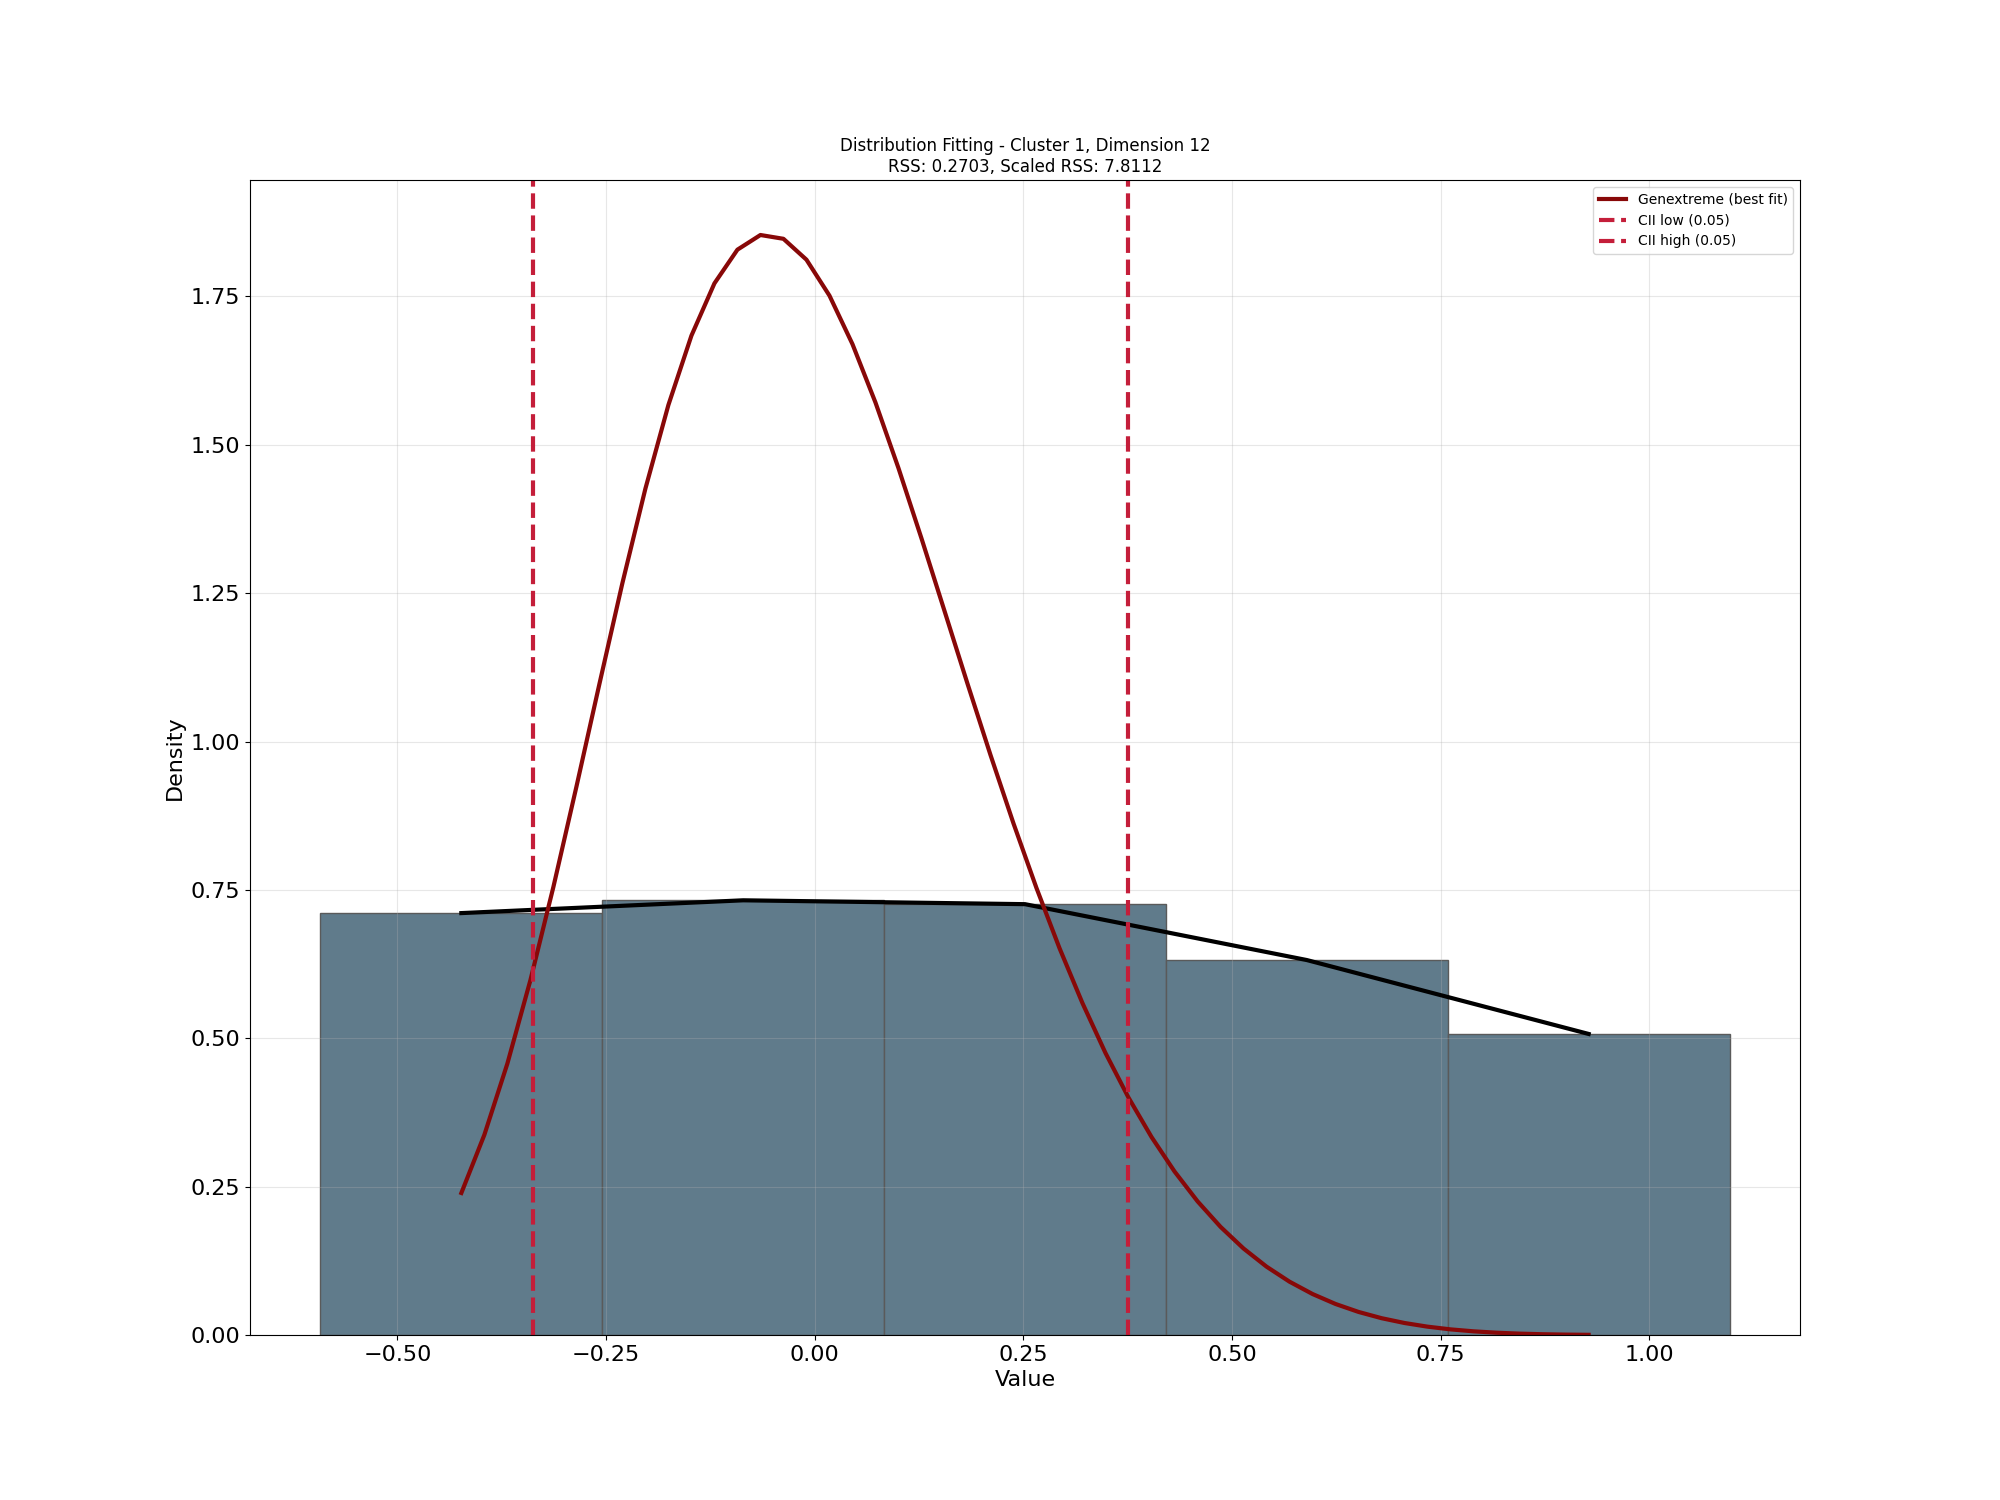 Distribution Fitting - Cluster 1, Dimension 12
RSS: 0.2703, Scaled RSS: 7.8112
Genextreme (best fit)
CII low (0.05)
CII high (0.05)
1.75
1.50
1.25
1.00
0.75
0.50
0.25
0.00
Density
−0.50 −0.25 0.00 0.25 0.50 0.75 1.00
Value